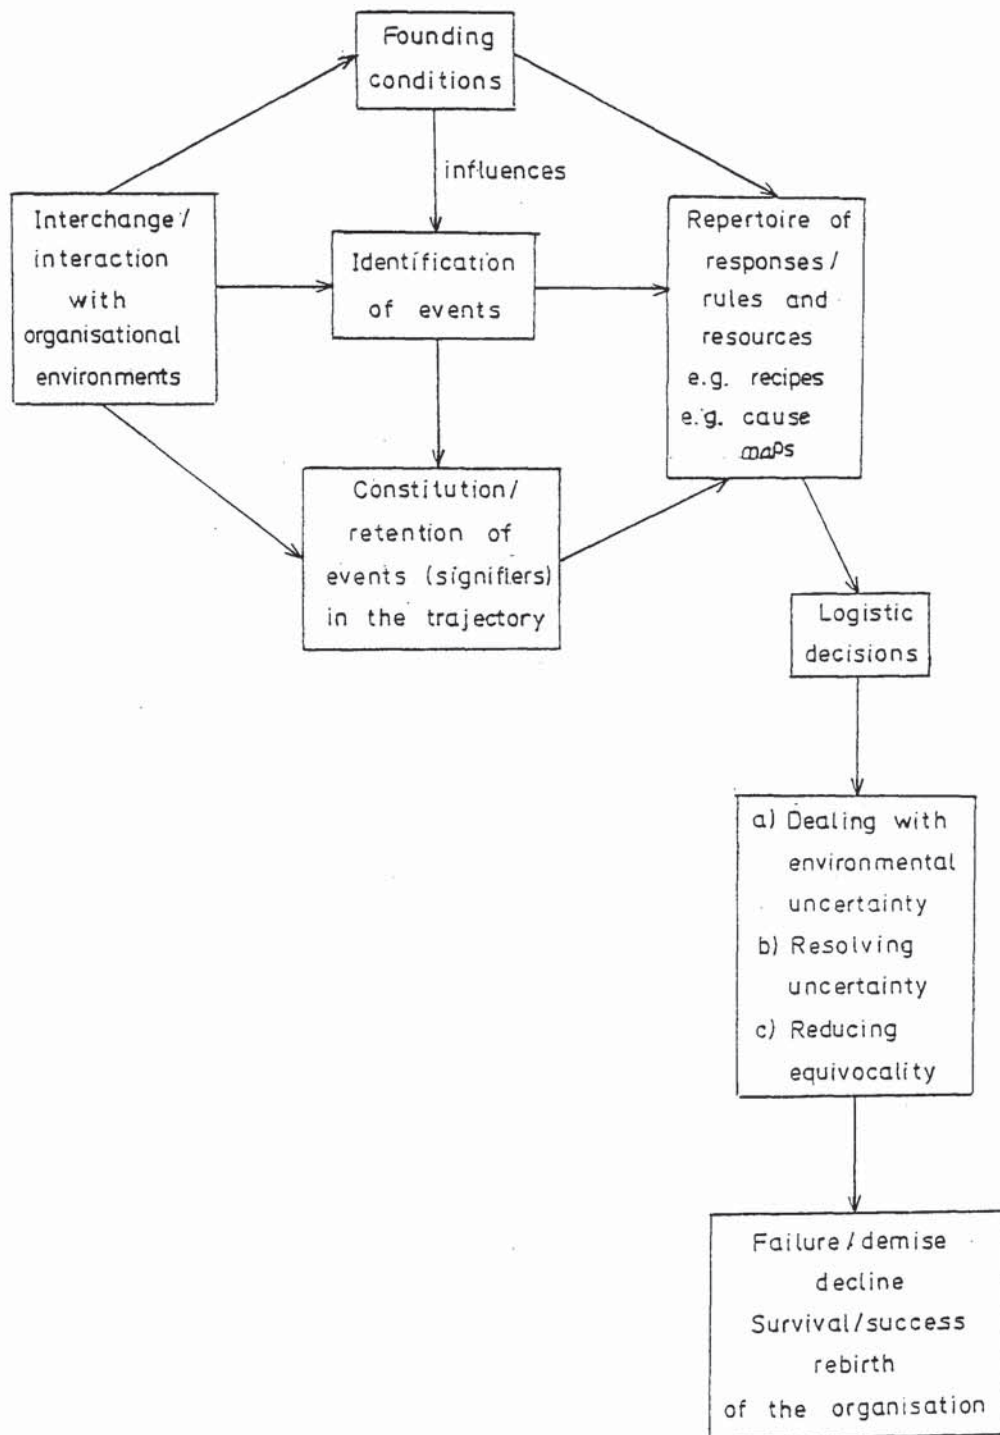 Founding
conditions
influences
Interchange/
interaction
with
organisational
environments
Identification
of events
Repertoire of
responses/
rules and
resources
e.g. recipes
e.g. cause
maps
Constitution/
retention of
events (signifiers)
in the trajectory
Logistic
decisions
a) Dealing with
environmental
uncertainty
b) Resolving
uncertainty
c) Reducing
equivocality
Failure/demise
decline
Survival/success
rebirth
of the organisation